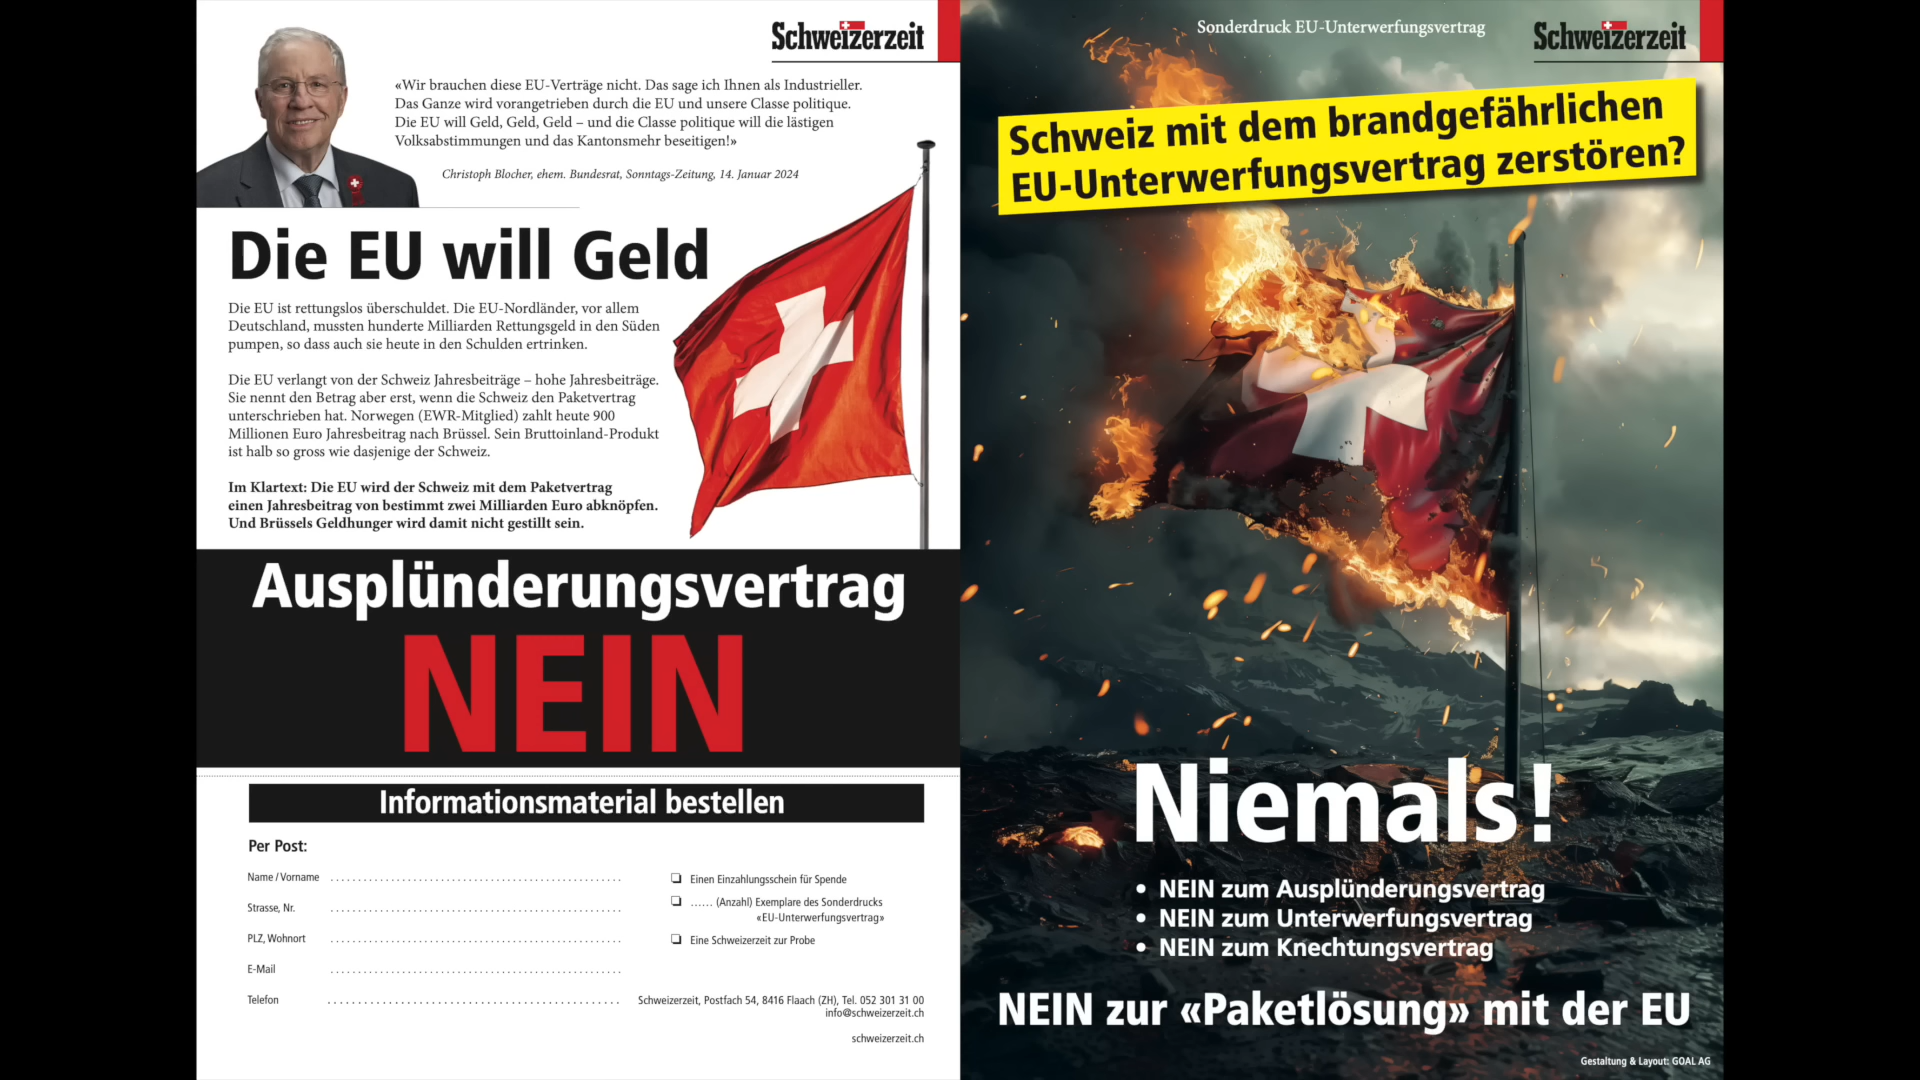 Schweizerzeit
«Wir brauchen diese EU-Verträge nicht. Das sage ich Ihnen als Industrieller.
Das Ganze wird vorangetrieben durch die EU und unsere Classe politique.
Die EU will Geld, Geld, Geld – und die Classe politique will die lästigen
Volksabstimmungen und das Kantonsmehr beseitigen!»
Christoph Blocher, ehem. Bundesrat, Sonntags-Zeitung, 14. Januar 2024
Die EU will Geld
Die EU ist rettungslos überschuldet. Die EU-Nordländer, vor allem
Deutschland, mussten hunderte Milliarden Rettungsgeld in den Süden
pumpen, so dass auch sie heute in den Schulden ertrinken.
Die EU verlangt von der Schweiz Jahresbeiträge – hohe Jahresbeiträge.
Sie nennt den Betrag aber erst, wenn die Schweiz den Paketvertrag
unterschrieben hat. Norwegen (EWR-Mitglied) zahlt heute 900
Millionen Euro Jahresbeitrag nach Brüssel. Sein Bruttoinland-Produkt
ist halb so gross wie dasjenige der Schweiz.
Im Klartext: Die EU wird der Schweiz mit dem Paketvertrag
einen Jahresbeitrag von bestimmt zwei Milliarden Euro abknöpfen.
Und Brüssels Geldhunger wird damit nicht gestillt sein.
Ausplünderungsvertrag
NEIN
Informationsmaterial bestellen
Per Post:
Name / Vorname ......................................................
Strasse, Nr. ......................................................
PLZ, Wohnort ......................................................
E-Mail ......................................................
Telefon ......................................................
❏ Einen Einzahlungsschein für Spende
❏ ...... (Anzahl) Exemplare des Sonderdrucks
«EU-Unterwerfungsvertrag»
❏ Eine Schweizerzeit zur Probe
Schweizerzeit, Postfach 54, 8416 Flaach (ZH), Tel. 052 301 31 00
info@schweizerzeit.ch
schweizerzeit.ch
Sonderdruck EU-Unterwerfungsvertrag
Schweizerzeit
Schweiz mit dem brandgefährlichen
EU-Unterwerfungsvertrag zerstören?
Niemals!
• NEIN zum Ausplünderungsvertrag
• NEIN zum Unterwerfungsvertrag
• NEIN zum Knechtungsvertrag
NEIN zur «Paketlösung» mit der EU
Gestaltung & Layout: GOAL AG